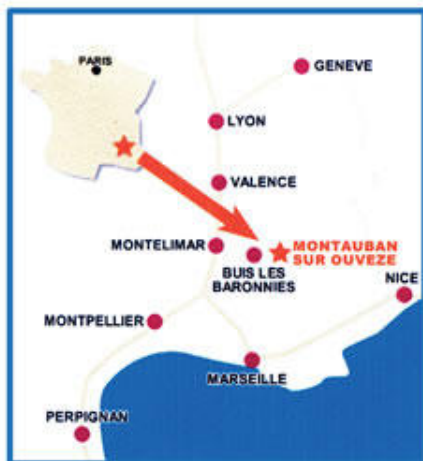 PARIS
GENEVE
LYON
VALENCE
MONTELIMAR
MONTAUBAN
SUR OUVEZE
BUIS LES
BARONNIES
NICE
MONTPELLIER
MARSEILLE
PERPIGNAN